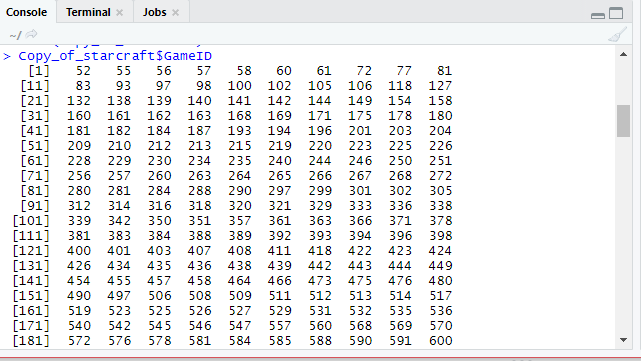 Console Terminal × Jobs ×
~/
> Copy_of_starcraft$GameID
[1] 52 55 56 57 58 60 61 72 77 81
[11] 83 93 97 98 100 102 105 106 118 127
[21] 132 138 139 140 141 142 144 149 154 158
[31] 160 161 162 163 168 169 171 175 178 180
[41] 181 182 184 187 193 194 196 201 203 204
[51] 209 210 212 213 215 219 220 223 225 226
[61] 228 229 230 234 235 240 244 246 250 251
[71] 256 257 260 263 264 265 266 267 268 272
[81] 280 281 284 288 290 297 299 301 302 305
[91] 312 314 316 318 320 321 329 333 336 338
[101] 339 342 350 351 357 361 363 366 371 378
[111] 381 383 384 388 389 392 393 394 396 398
[121] 400 401 403 407 408 411 418 422 423 424
[131] 426 434 435 436 438 439 442 443 444 449
[141] 454 455 457 458 464 466 473 475 476 480
[151] 490 497 506 508 509 511 512 513 514 517
[161] 519 523 525 526 527 529 531 532 535 536
[171] 540 542 545 546 547 557 560 568 569 570
[181] 572 576 578 581 584 585 588 590 591 600